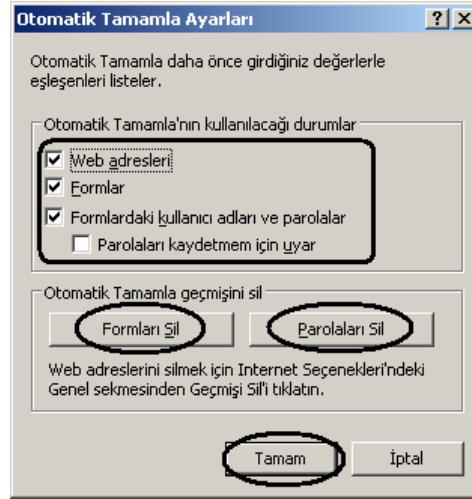 Otomatik Tamamla Ayarları
Otomatik Tamamla daha önce girdiğiniz değerlerle
eşleşenleri listeler.
Otomatik Tamamla'nın kullanılacağı durumlar
Web adresleri
Formlar
Formlardaki kullanıcı adları ve parolalar
Parolaları kaydetmem için uyar
Otomatik Tamamla geçmişini sil
Formları Sil Parolaları Sil
Web adreslerini silmek için Internet Seçenekleri'ndeki
Genel sekmesinden Geçmişi Sil'i tıklatın.
Tamam İptal